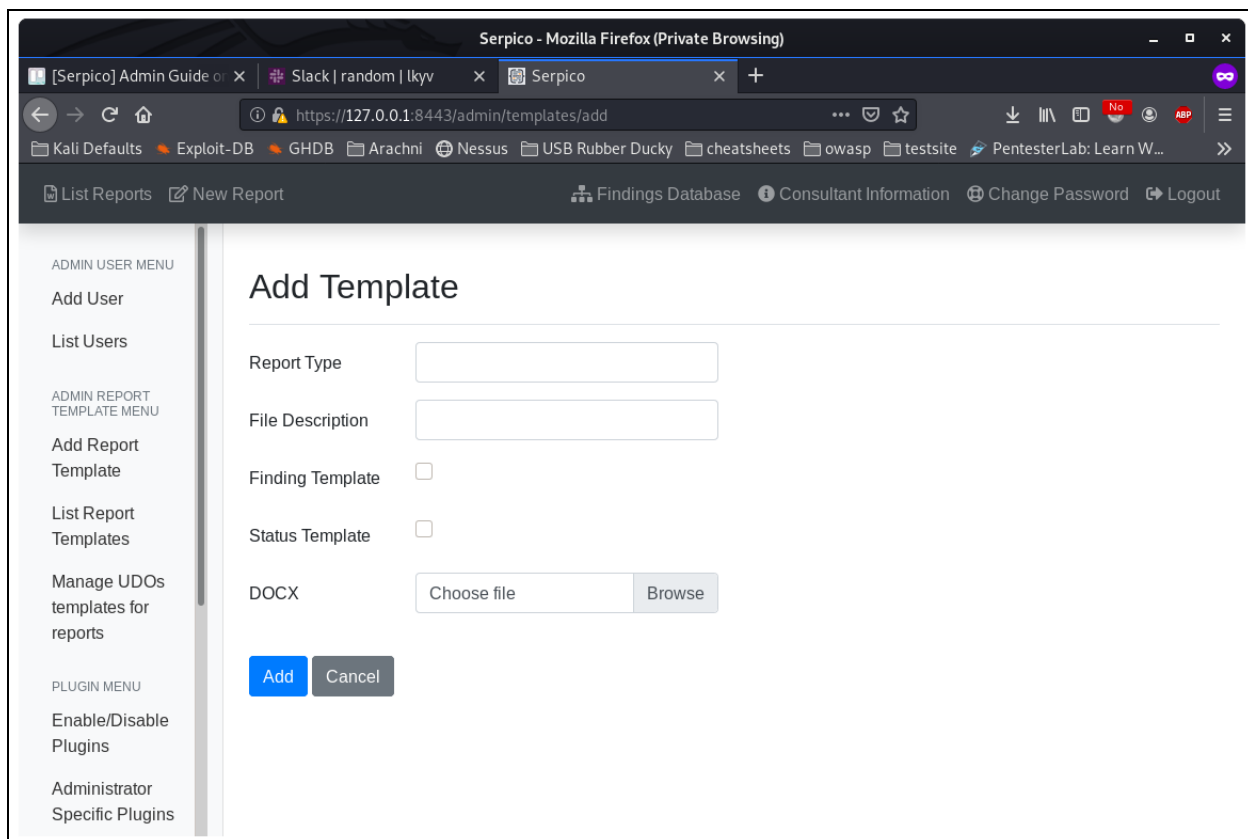 Serpico - Mozilla Firefox (Private Browsing)
[Serpico] Admin Guide or
Slack | random | lkyv
Serpico
https://127.0.0.1:8443/admin/templates/add
No
ABP
Kali Defaults
Exploit-DB
GHDB
Arachni
Nessus
USB Rubber Ducky
cheatsheets
owasp
testsite
PentesterLab: Learn W...
List Reports
New Report
Findings Database
Consultant Information
Change Password
Logout
ADMIN USER MENU
Add User
List Users
ADMIN REPORT
TEMPLATE MENU
Add Report
Template
List Report
Templates
Manage UDOs
templates for
reports
PLUGIN MENU
Enable/Disable
Plugins
Administrator
Specific Plugins
Add Template
Report Type
File Description
Finding Template
Status Template
DOCX
Choose file
Browse
Add
Cancel